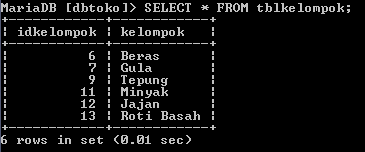 MariaDB [dbtoko]> SELECT * FROM tblkelompok;
+------------+------------+
| idkelompok | kelompok   |
+------------+------------+
|          6 | Beras      |
|          7 | Gula       |
|          9 | Tepung     |
|         11 | Minyak     |
|         12 | Jajan      |
|         13 | Roti Basah |
+------------+------------+
6 rows in set (0.01 sec)